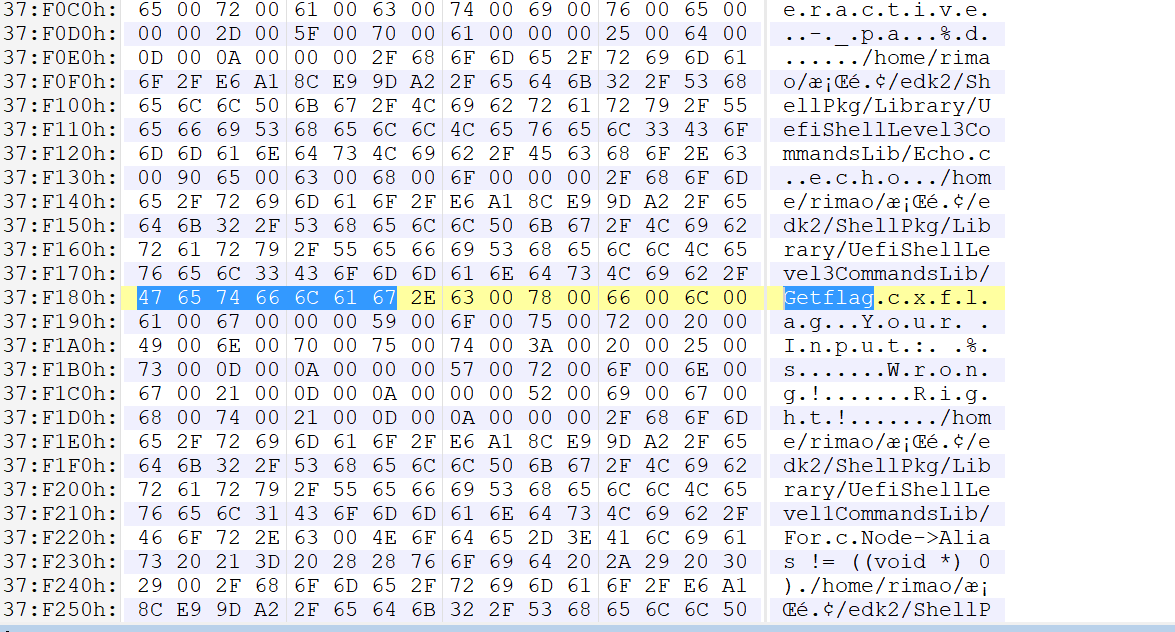 37:F0C0h: 65 00 72 00 61 00 63 00 74 00 69 00 76 00 65 00 e.r.a.c.t.i.v.e.
37:F0D0h: 00 00 2D 00 5F 00 70 00 61 00 00 00 25 00 64 00 ..-._.p.a...%.d.
37:F0E0h: 0D 00 0A 00 00 00 2F 68 6F 6D 65 2F 72 69 6D 61 ....../home/rima
37:F0F0h: 6F 2F E6 A1 8C E9 9D A2 2F 65 64 6B 32 2F 53 68 o/æ¡Œé.¢/edk2/Sh
37:F100h: 65 6C 6C 50 6B 67 2F 4C 69 62 72 61 72 79 2F 55 ellPkg/Library/U
37:F110h: 65 66 69 53 68 65 6C 6C 4C 65 76 65 6C 33 43 6F efiShellLevel3Co
37:F120h: 6D 6D 61 6E 64 73 4C 69 62 2F 45 63 68 6F 2E 63 mmandsLib/Echo.c
37:F130h: 00 90 65 00 63 00 68 00 6F 00 00 00 2F 68 6F 6D ..e.c.h.o.../hom
37:F140h: 65 2F 72 69 6D 61 6F 2F E6 A1 8C E9 9D A2 2F 65 e/rimao/æ¡Œé.¢/e
37:F150h: 64 6B 32 2F 53 68 65 6C 6C 50 6B 67 2F 4C 69 62 dk2/ShellPkg/Lib
37:F160h: 72 61 72 79 2F 55 65 66 69 53 68 65 6C 6C 4C 65 rary/UefiShellLe
37:F170h: 76 65 6C 33 43 6F 6D 6D 61 6E 64 73 4C 69 62 2F vel3CommandsLib/
37:F180h: 47 65 74 66 6C 61 67 2E 63 00 78 00 66 00 6C 00 Getflag.c.x.f.l.
37:F190h: 61 00 67 00 00 00 59 00 6F 00 75 00 72 00 20 00 a.g...Y.o.u.r. .
37:F1A0h: 49 00 6E 00 70 00 75 00 74 00 3A 00 20 00 25 00 I.n.p.u.t.:. .%.
37:F1B0h: 73 00 0D 00 0A 00 00 00 57 00 72 00 6F 00 6E 00 s.......W.r.o.n.
37:F1C0h: 67 00 21 00 0D 00 0A 00 00 00 52 00 69 00 67 00 g.!.......R.i.g.
37:F1D0h: 68 00 74 00 21 00 0D 00 0A 00 00 00 2F 68 6F 6D h.t.!......./hom
37:F1E0h: 65 2F 72 69 6D 61 6F 2F E6 A1 8C E9 9D A2 2F 65 e/rimao/æ¡Œé.¢/e
37:F1F0h: 64 6B 32 2F 53 68 65 6C 6C 50 6B 67 2F 4C 69 62 dk2/ShellPkg/Lib
37:F200h: 72 61 72 79 2F 55 65 66 69 53 68 65 6C 6C 4C 65 rary/UefiShellLe
37:F210h: 76 65 6C 31 43 6F 6D 6D 61 6E 64 73 4C 69 62 2F vel1CommandsLib/
37:F220h: 46 6F 72 2E 63 00 4E 6F 64 65 2D 3E 41 6C 69 61 For.c.Node->Alia
37:F230h: 73 20 21 3D 20 28 28 76 6F 69 64 20 2A 29 20 30 s != ((void *) 0
37:F240h: 29 00 2F 68 6F 6D 65 2F 72 69 6D 61 6F 2F E6 A1 )./home/rimao/æ¡
37:F250h: 8C E9 9D A2 2F 65 64 6B 32 2F 53 68 65 6C 6C 50 Œé.¢/edk2/ShellP